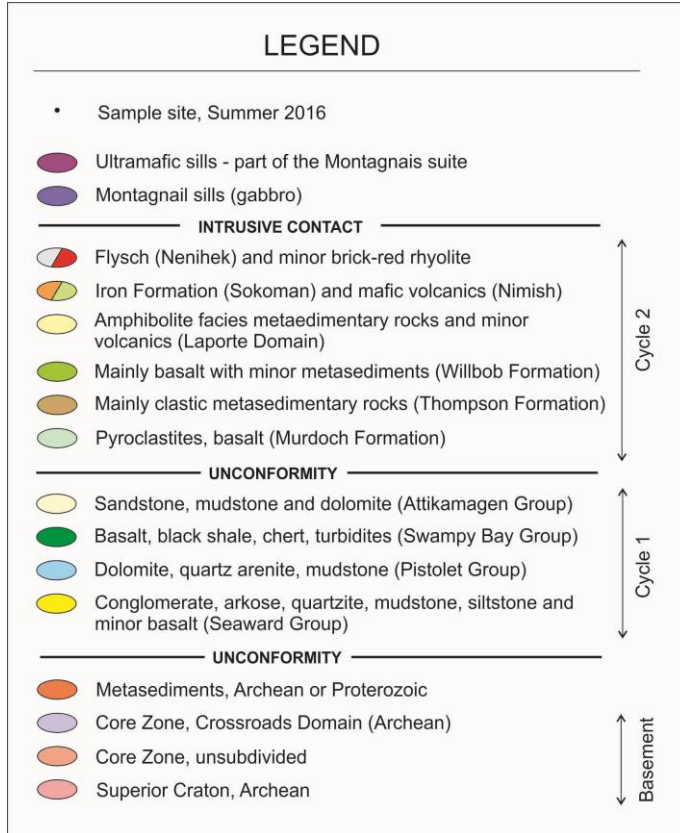 LEGEND
Sample site, Summer 2016
Ultramafic sills - part of the Montagnais suite
Montagnail sills (gabbro)
INTRUSIVE CONTACT
Flysch (Nenihek) and minor brick-red rhyolite
Iron Formation (Sokoman) and mafic volcanics (Nimish)
Amphibolite facies metaedimentary rocks and minor
volcanics (Laporte Domain)
Mainly basalt with minor metasediments (Willbob Formation)
Mainly clastic metasedimentary rocks (Thompson Formation)
Pyroclastites, basalt (Murdoch Formation)
Cycle 2
UNCONFORMITY
Sandstone, mudstone and dolomite (Attikamagen Group)
Basalt, black shale, chert, turbidites (Swampy Bay Group)
Dolomite, quartz arenite, mudstone (Pistolet Group)
Conglomerate, arkose, quartzite, mudstone, siltstone and
minor basalt (Seaward Group)
Cycle 1
UNCONFORMITY
Metasediments, Archean or Proterozoic
Core Zone, Crossroads Domain (Archean)
Core Zone, unsubdivided
Superior Craton, Archean
Basement